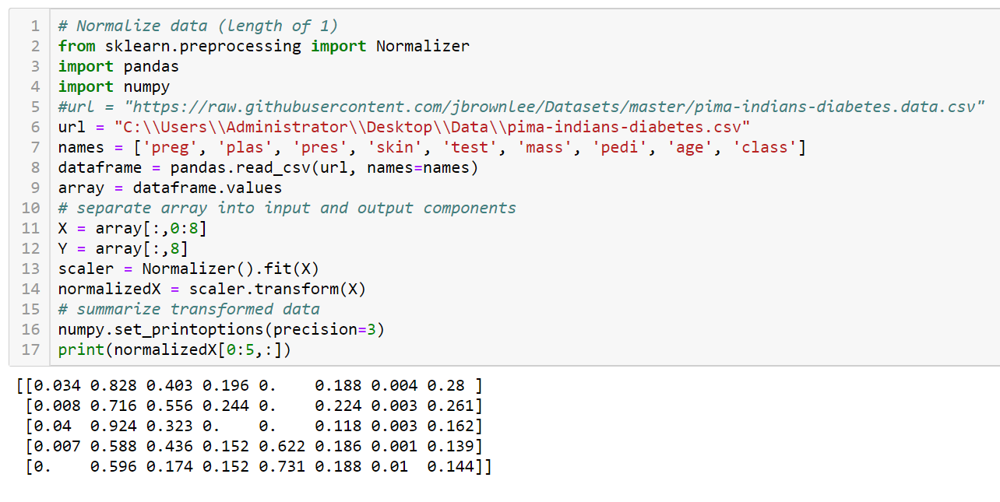 1 # Normalize data (length of 1)
2 from sklearn.preprocessing import Normalizer
3 import pandas
4 import numpy
5 #url = "https://raw.githubusercontent.com/jbrownlee/Datasets/master/pima-indians-diabetes.data.csv"
6 url = "C:\\Users\\Administrator\\Desktop\\Data\\pima-indians-diabetes.csv"
7 names = ['preg', 'plas', 'pres', 'skin', 'test', 'mass', 'pedi', 'age', 'class']
8 dataframe = pandas.read_csv(url, names=names)
9 array = dataframe.values
10 # separate array into input and output components
11 X = array[:,0:8]
12 Y = array[:,8]
13 scaler = Normalizer().fit(X)
14 normalizedX = scaler.transform(X)
15 # summarize transformed data
16 numpy.set_printoptions(precision=3)
17 print(normalizedX[0:5,:])
[[0.034 0.828 0.403 0.196 0.    0.188 0.004 0.28 ]
 [0.008 0.716 0.556 0.244 0.    0.224 0.003 0.261]
 [0.04  0.924 0.323 0.    0.    0.118 0.003 0.162]
 [0.007 0.588 0.436 0.152 0.622 0.186 0.001 0.139]
 [0.    0.596 0.174 0.152 0.731 0.188 0.01  0.144]]